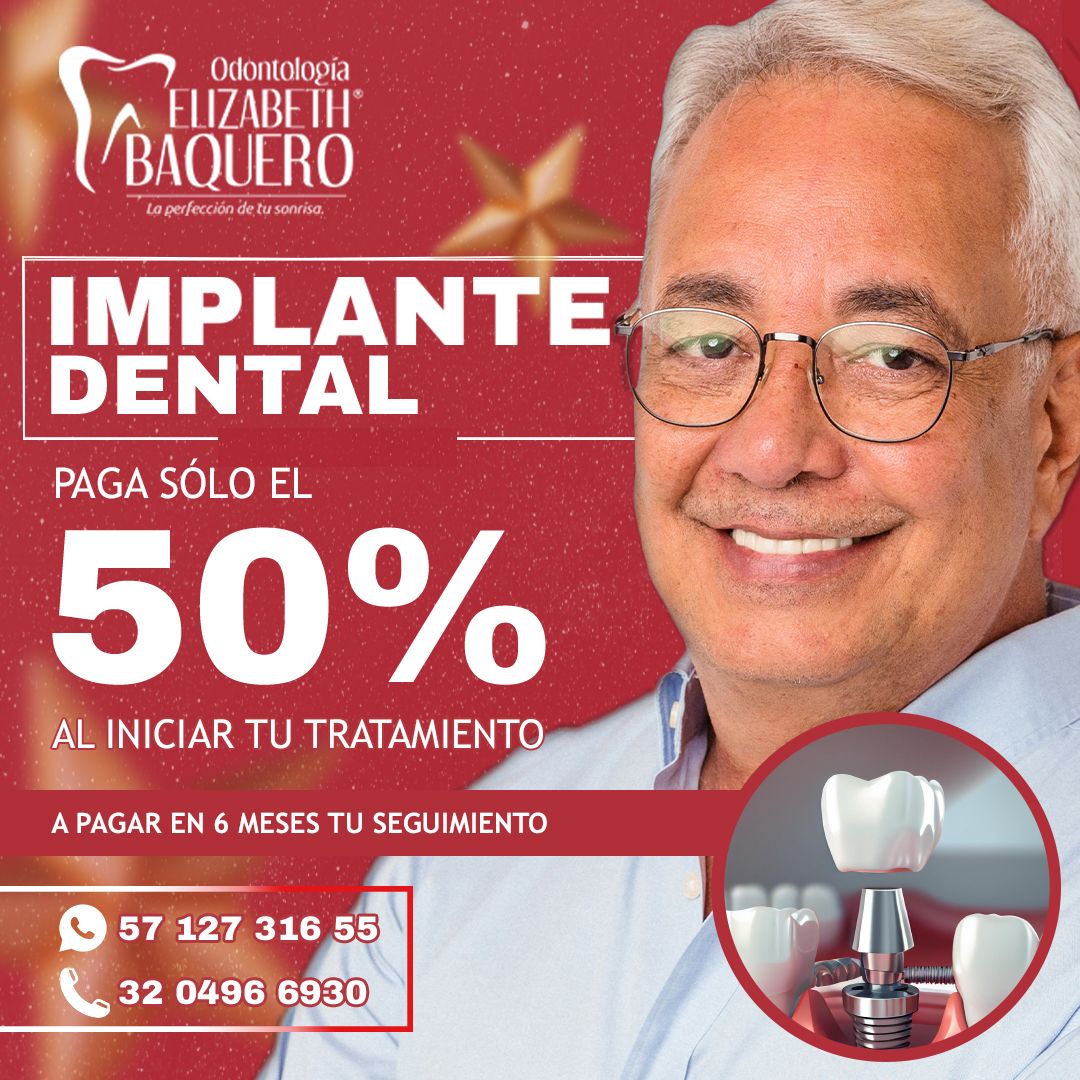 Odontología
ELIZABETH®
BAQUERO
La perfección de tu sonrisa.
IMPLANTE
DENTAL
PAGA SÓLO EL
50%
AL INICIAR TU TRATAMIENTO
A PAGAR EN 6 MESES TU SEGUIMIENTO
57 127 316 55
32 0496 6930